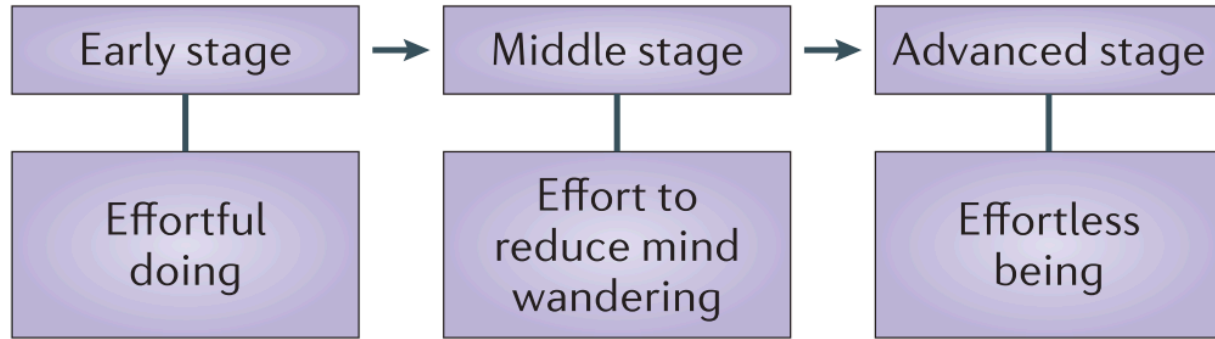 Early stage
Middle stage
Advanced stage
Effortful
doing
Effort to
reduce mind
wandering
Effortless
being